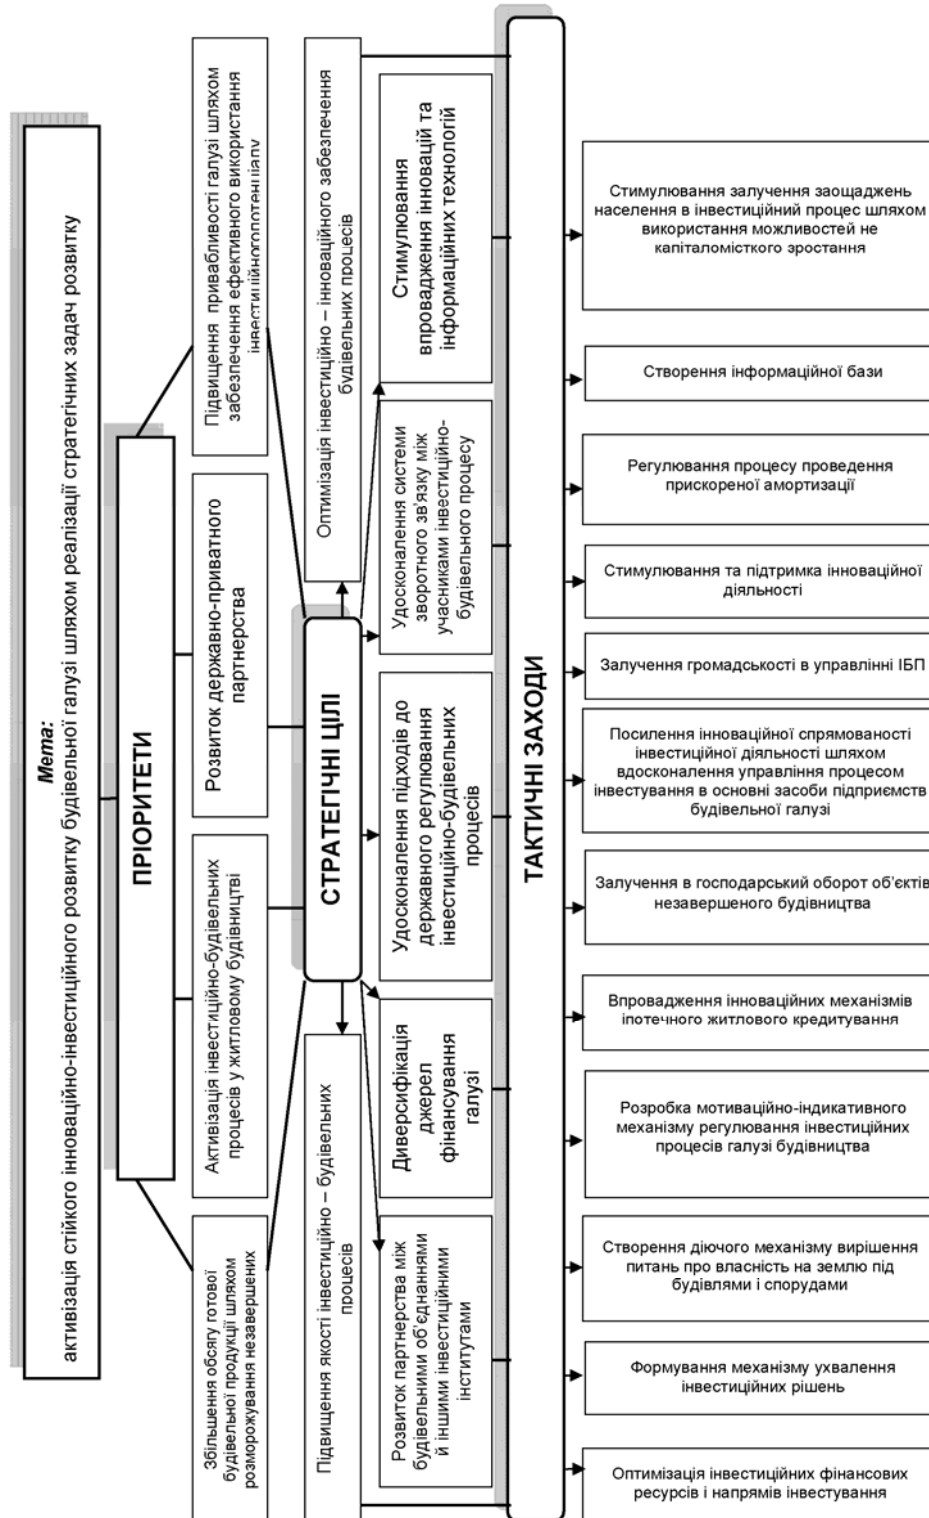 Мета:
активізація стійкого інноваційно-інвестиційного розвитку будівельної галузі шляхом реалізації стратегічних задач розвитку
ПРІОРИТЕТИ
Збільшення обсягу готової
будівельної продукції шляхом
розморожування незавершених
Активізація інвестиційно-будівельних
процесів у житловому будівництві
Розвиток державно-приватного
партнерства
Підвищення привабливості галузі шляхом
забезпечення ефективного використання
інвестиційногопотенціалу
СТРАТЕГІЧНІ ЦІЛІ
Підвищення якості інвестиційно – будівельних
процесів
Оптимізація інвестиційно – інноваційного забезпечення
будівельних процесів
Розвиток партнерства між
будівельними об'єднаннями
й іншими інвестиційними
інститутами
Диверсифікація
джерел
фінансування
галузі
Удосконалення підходів до
державного регулювання
інвестиційно-будівельних
процесів
Удосконалення системи
зворотного зв'язку між
учасниками інвестиційно-
будівельного процесу
Стимулювання
впровадження інновацій та
інформаційних технологій
ТАКТИЧНІ ЗАХОДИ
Стимулювання залучення заощаджень
населення в інвестиційний процес шляхом
використання можливостей не
капіталомісткого зростання
Створення інформаційної бази
Регулювання процесу проведення
прискореної амортизації
Стимулювання та підтримка інноваційної
діяльності
Залучення громадськості в управлінні ІБП
Посилення інноваційної спрямованості
інвестиційної діяльності шляхом
вдосконалення управління процесом
інвестування в основні засоби підприємств
будівельної галузі
Залучення в господарський оборот об'єктів
незавершеного будівництва
Впровадження інноваційних механізмів
іпотечного житлового кредитування
Розробка мотиваційно-індикативного
механізму регулювання інвестиційних
процесів галузі будівництва
Створення діючого механізму вирішення
питань про власність на землю під
будівлями і спорудами
Формування механізму ухвалення
інвестиційних рішень
Оптимізація інвестиційних фінансових
ресурсів і напрямів інвестування